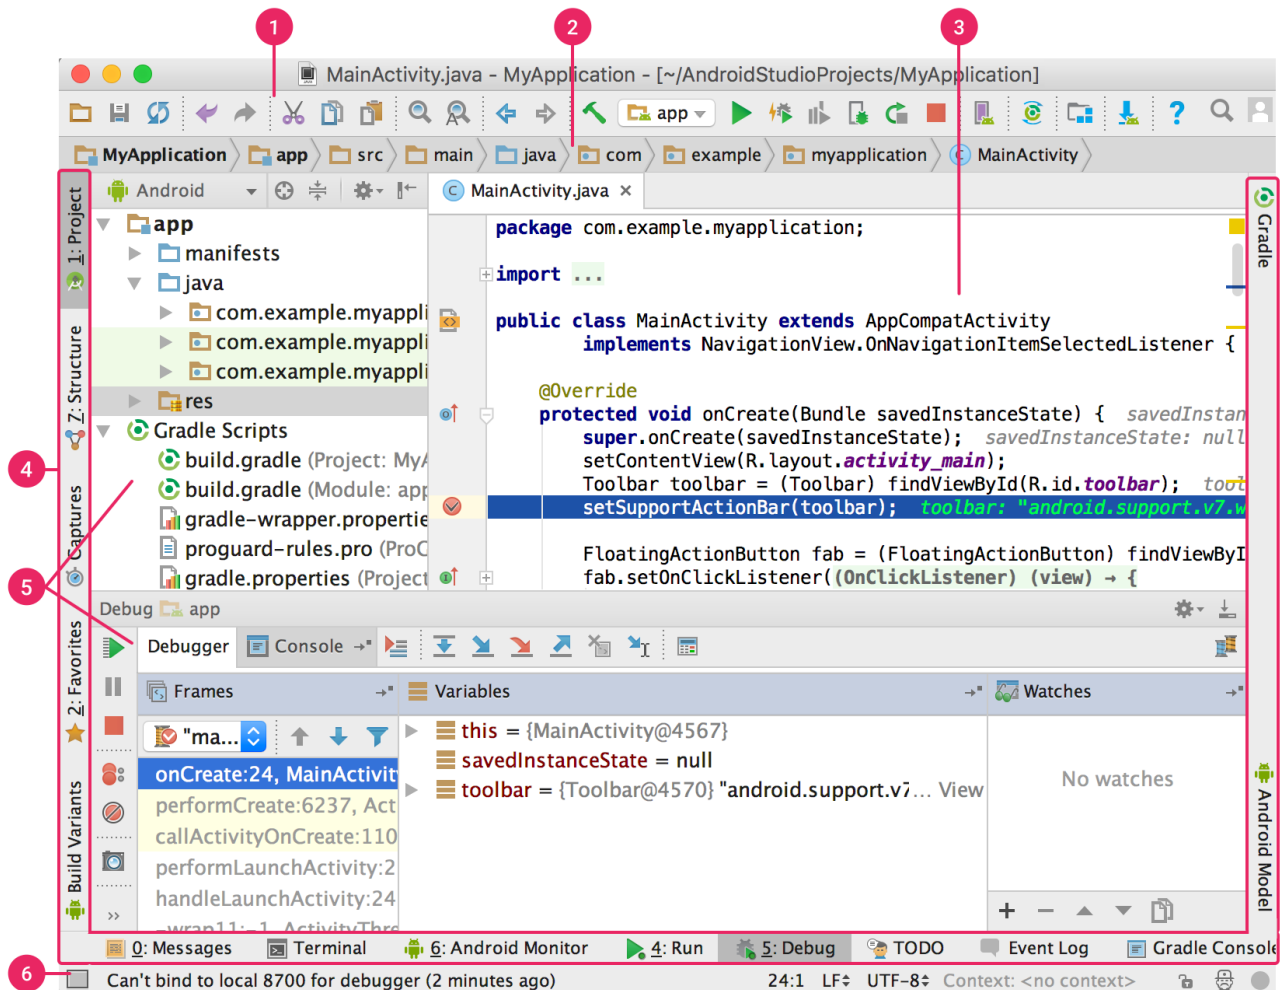 1
2
3
MainActivity.java - MyApplication - [~/AndroidStudioProjects/MyApplication]
app
MyApplication app src main java com example myapplication MainActivity
1: Project
Z: Structure
Captures
2: Favorites
Build Variants
4
5
6
Android
app
manifests
java
com.example.myappli
com.example.myappli
com.example.myappli
res
Gradle Scripts
build.gradle (Project: MyA
build.gradle (Module: app
gradle-wrapper.propertie
proguard-rules.pro (ProC
gradle.properties (Project
MainActivity.java
package com.example.myapplication;
import ...
public class MainActivity extends AppCompatActivity
implements NavigationView.OnNavigationItemSelectedListener {
@Override
protected void onCreate(Bundle savedInstanceState) { savedInstan
super.onCreate(savedInstanceState); savedInstanceState: null
setContentView(R.layout.activity_main);
Toolbar toolbar = (Toolbar) findViewById(R.id.toolbar); tool
setSupportActionBar(toolbar); toolbar: "android.support.v7.w
FloatingActionButton fab = (FloatingActionButton) findViewByI
fab.setOnClickListener((OnClickListener) (view) → {
Gradle
Android Model
Debug app
Debugger Console
Frames
"ma...
onCreate:24, MainActivit
performCreate:6237, Act
callActivityOnCreate:110
performLaunchActivity:2
handleLaunchActivity:24
-wrap11:-1, ActivityThre
Variables
this = {MainActivity@4567}
savedInstanceState = null
toolbar = {Toolbar@4570} "android.support.v7... View
Watches
No watches
0: Messages Terminal 6: Android Monitor 4: Run 5: Debug TODO Event Log Gradle Console
Can't bind to local 8700 for debugger (2 minutes ago) 24:1 LF UTF-8 Context: <no context>